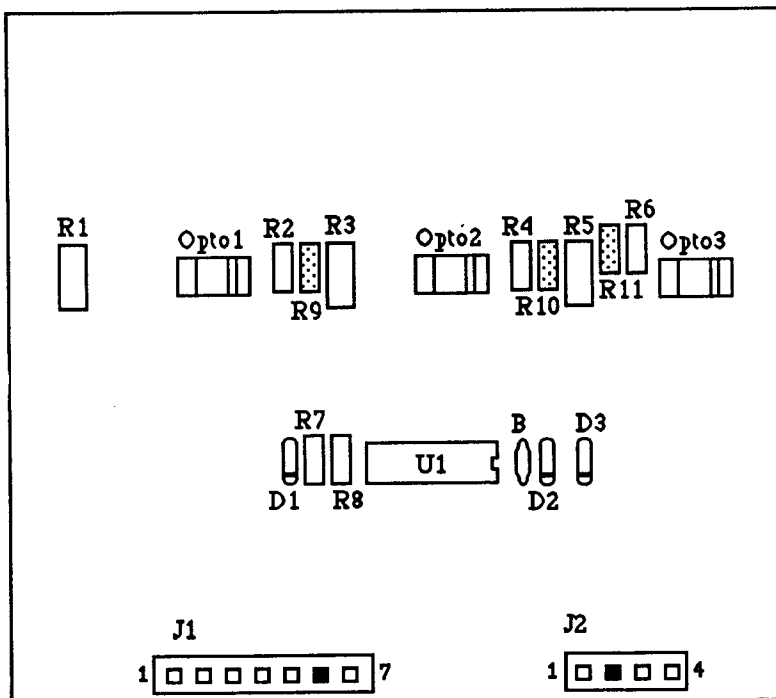 R1 Opto1 R2 R3 Opto2 R4 R5 R6 Opto3
R9 R10 R11
R7 B D3
U1
D1 R8 D2
J1 J2
1 7 1 4